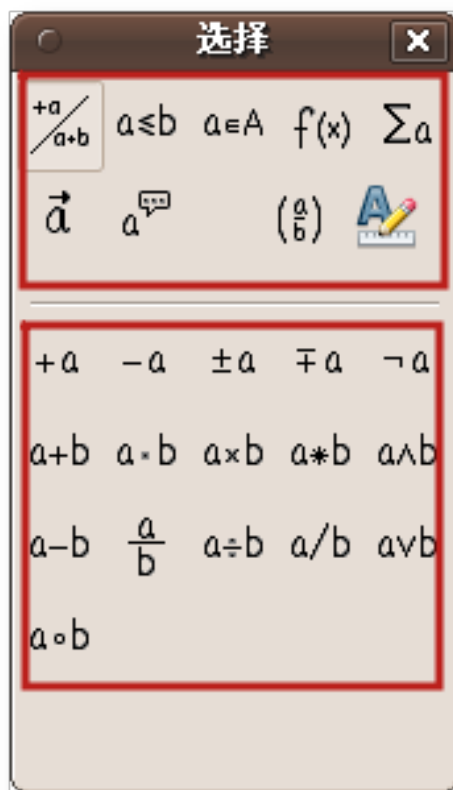 选择
+a/a+b a≤b a∈A f(x) Σa
a⃗ a (a/b) A
+a −a ±a ∓a ¬a
a+b a·b a×b a∗b a∧b
a−b a/b a÷b a/b a∨b
a∘b